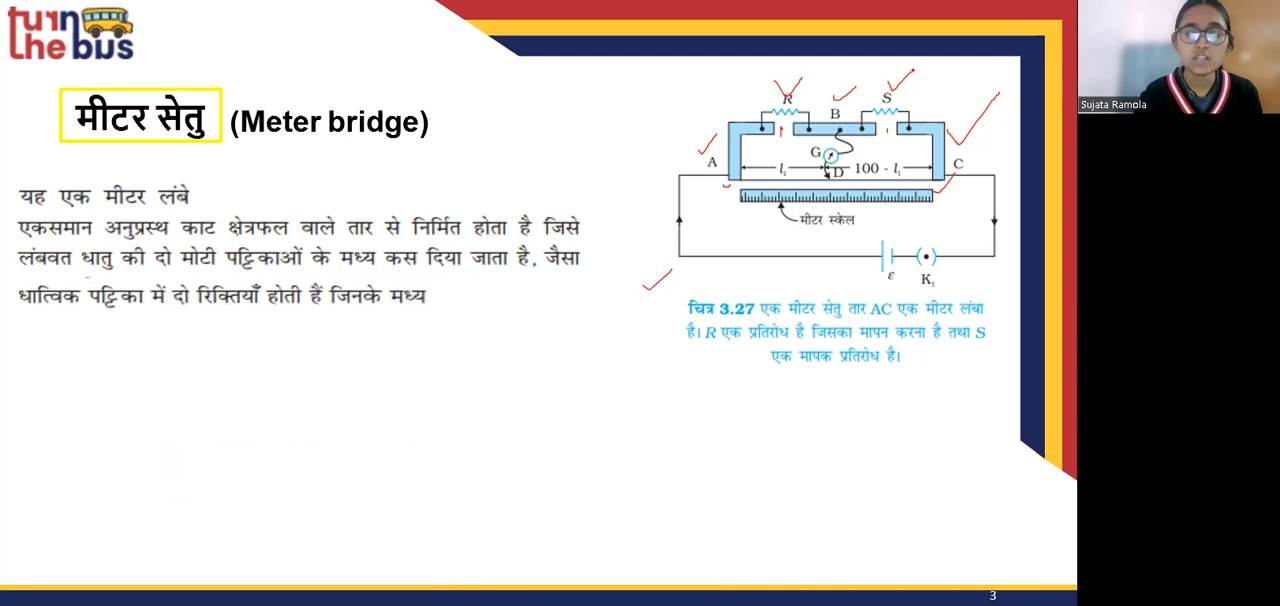 turn
the bus
मीटर सेतु (Meter bridge)
यह एक मीटर लंबे
एकसमान अनुप्रस्थ काट क्षेत्रफल वाले तार से निर्मित होता है जिसे
लंबवत धातु की दो मोटी पट्टिकाओं के मध्य कस दिया जाता है, जैसा
धात्विक पट्टिका में दो रिक्तियाँ होती हैं जिनके मध्य
R
S
B
G
A
l₁
D
100 - l₁
C
मीटर स्केल
ε
K₁
चित्र 3.27 एक मीटर सेतु तार AC एक मीटर लंबा
है। R एक प्रतिरोध है जिसका मापन करना है तथा S
एक मापक प्रतिरोध है।
Sujata Ramola
3